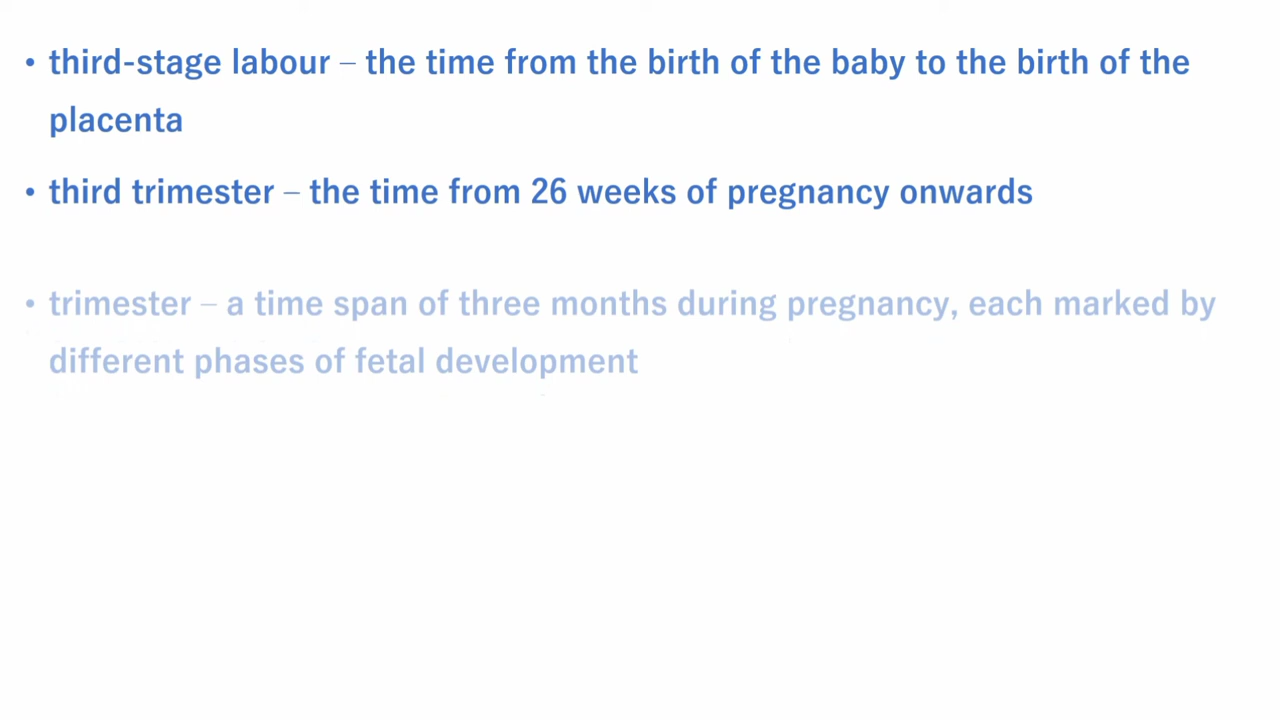 • third-stage labour – the time from the birth of the baby to the birth of the
placenta
• third trimester – the time from 26 weeks of pregnancy onwards
• trimester – a time span of three months during pregnancy, each marked by
different phases of fetal development